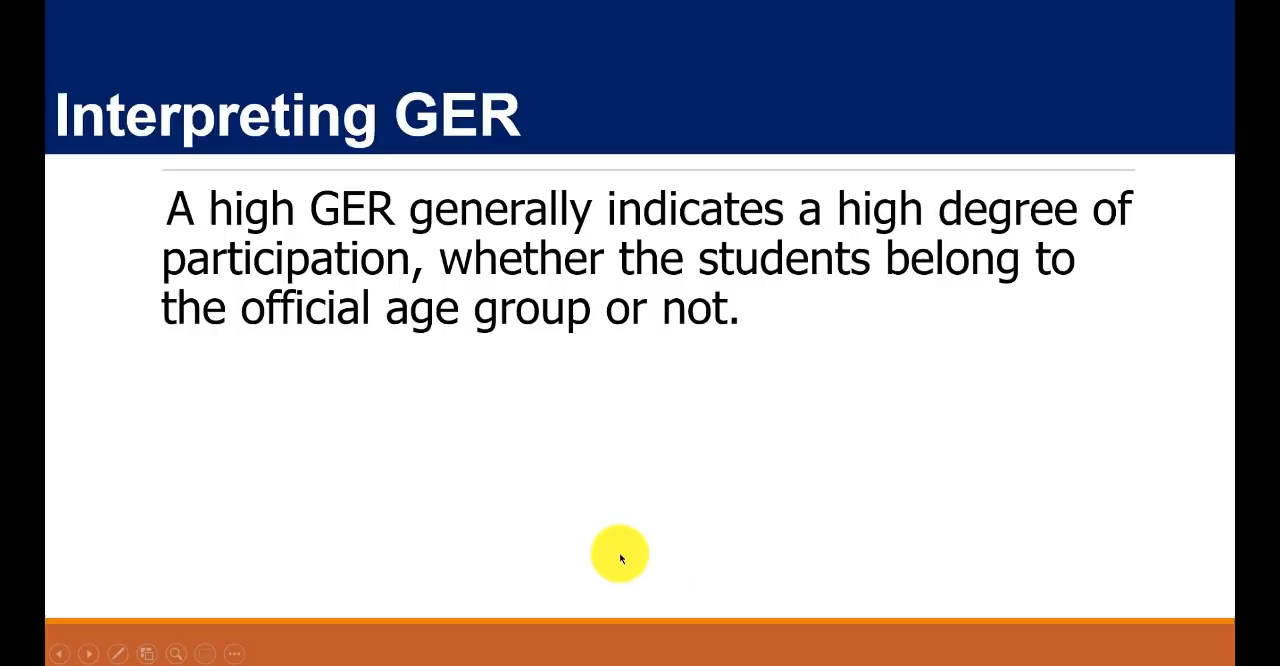 Interpreting GER
A high GER generally indicates a high degree of
participation, whether the students belong to
the official age group or not.